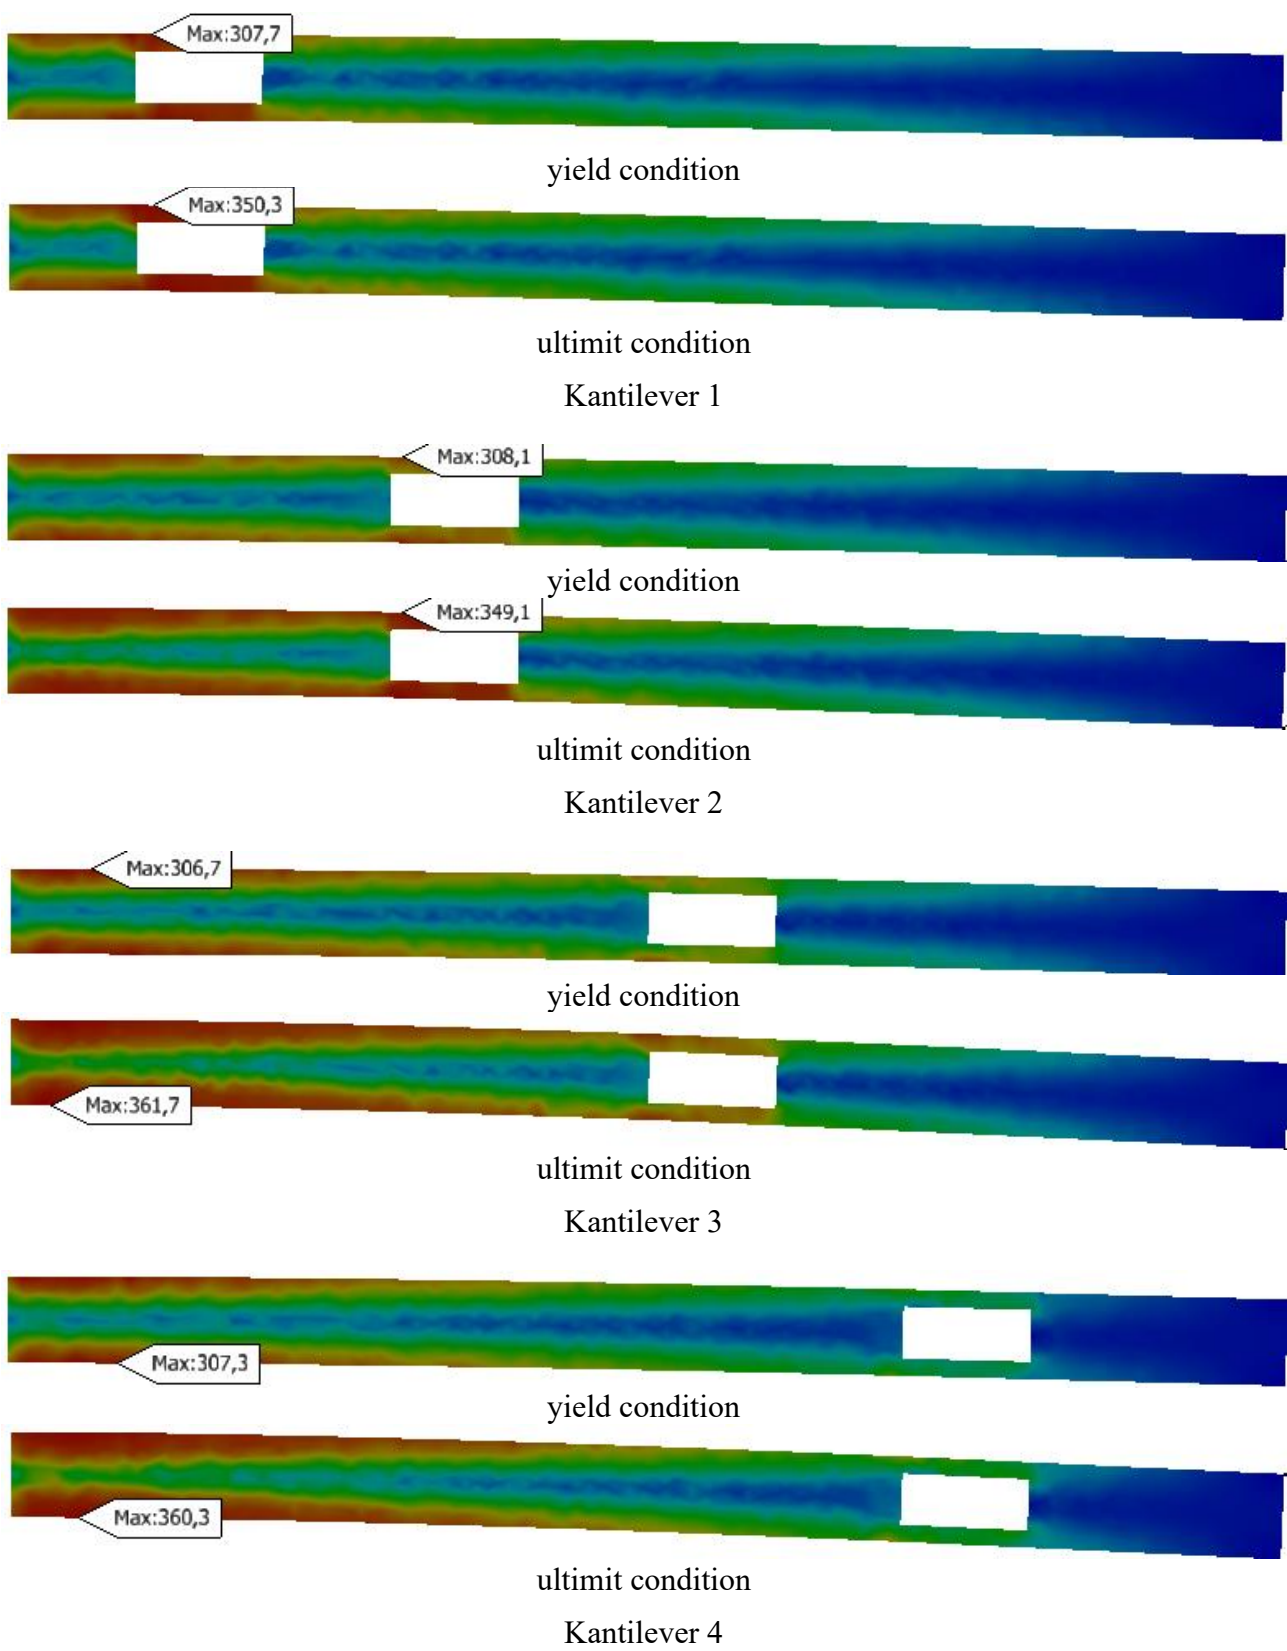 Max:307,7
yield condition
Max:350,3
ultimit condition
Kantilever 1
Max:308,1
yield condition
Max:349,1
ultimit condition
Kantilever 2
Max:306,7
yield condition
Max:361,7
ultimit condition
Kantilever 3
Max:307,3
yield condition
Max:360,3
ultimit condition
Kantilever 4